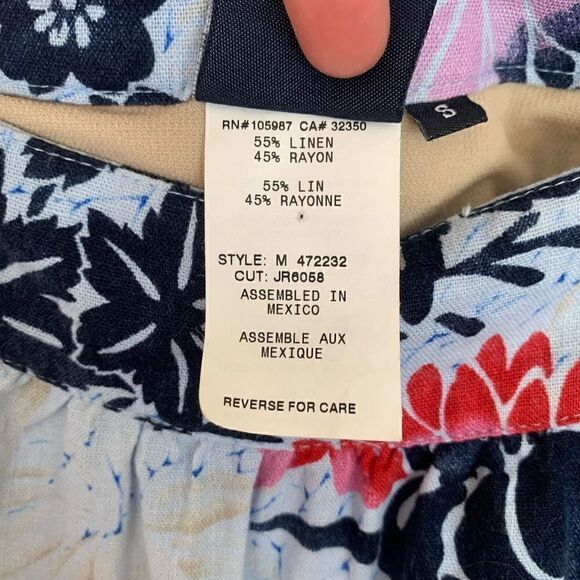 RN#105987 CA# 32350
55% LINEN
45% RAYON
55% LIN
45% RAYONNE
STYLE: M 472232
CUT: JR6058
ASSEMBLED IN
MEXICO
ASSEMBLE AUX
MEXIQUE
REVERSE FOR CARE
S